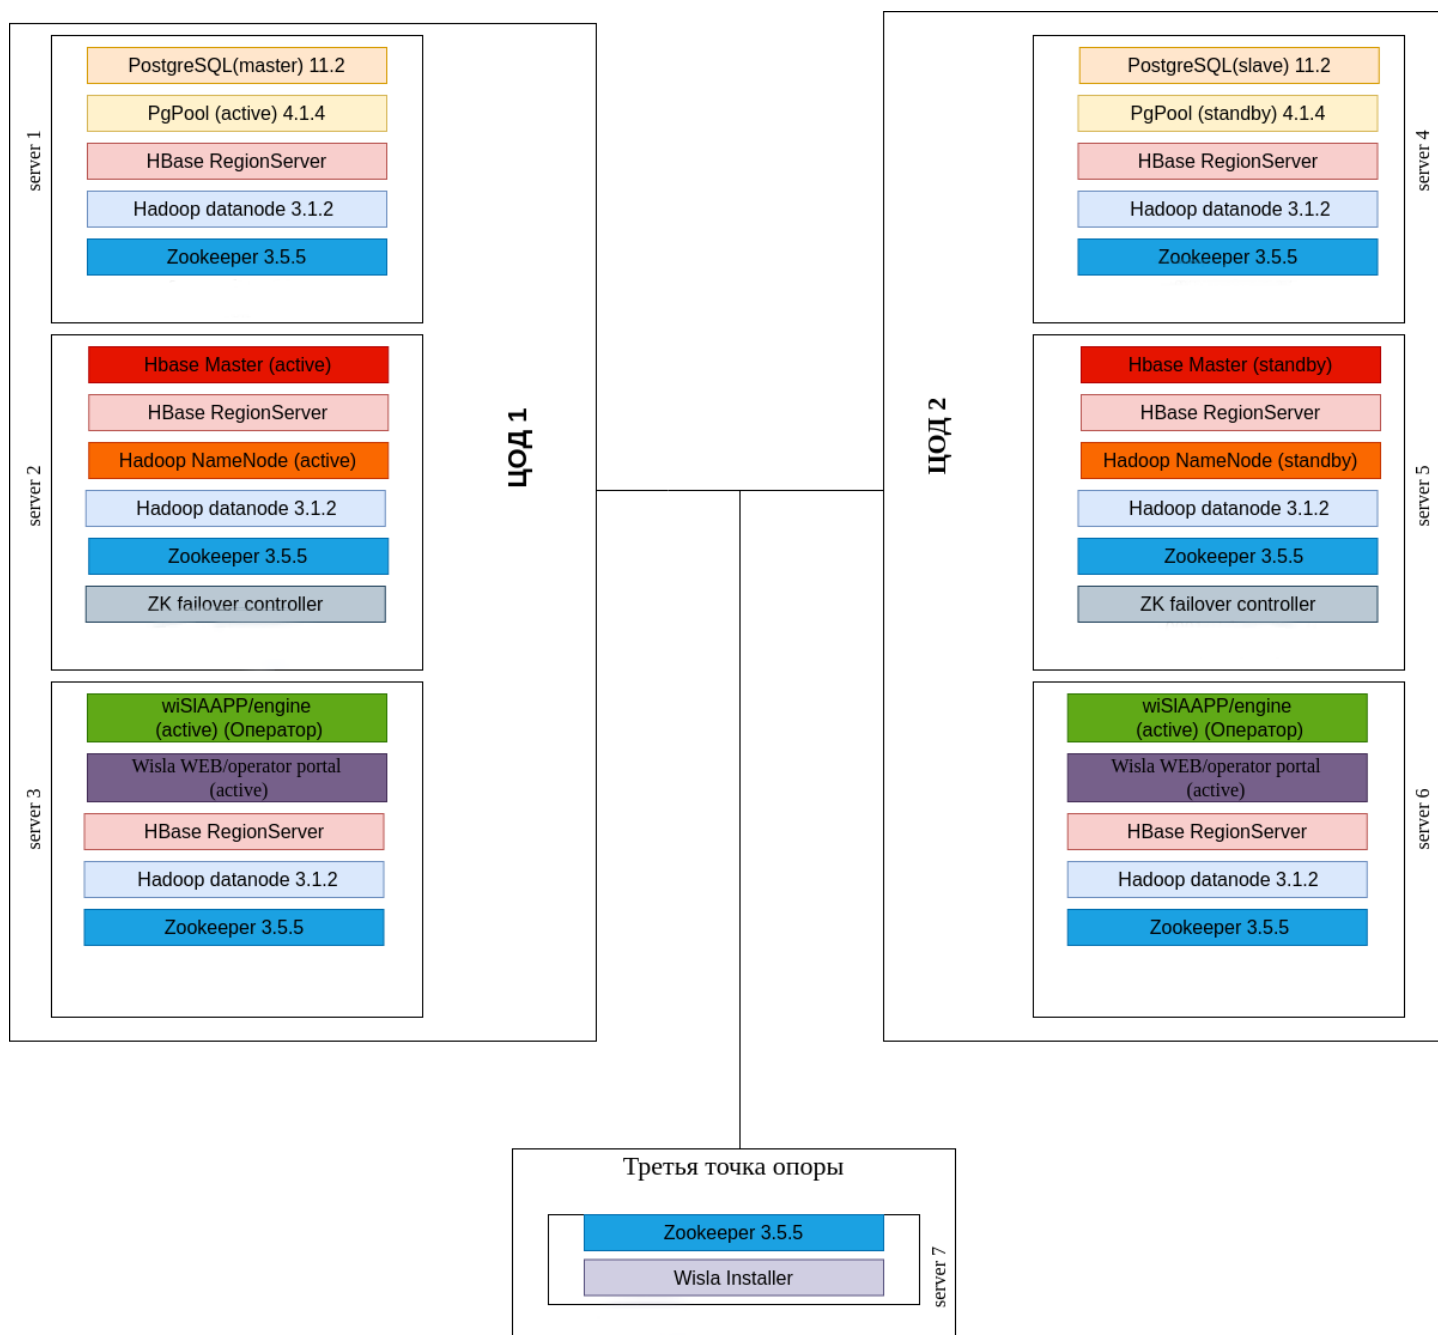 server 1
PostgreSQL(master) 11.2
PgPool (active) 4.1.4
HBase RegionServer
Hadoop datanode 3.1.2
Zookeeper 3.5.5
server 2
Hbase Master (active)
HBase RegionServer
Hadoop NameNode (active)
Hadoop datanode 3.1.2
Zookeeper 3.5.5
ZK failover controller
server 3
wiSlAAPP/engine
(active) (Оператор)
Wisla WEB/operator portal
(active)
HBase RegionServer
Hadoop datanode 3.1.2
Zookeeper 3.5.5
ЦОД 1
ЦОД 2
PostgreSQL(slave) 11.2
PgPool (standby) 4.1.4
HBase RegionServer
Hadoop datanode 3.1.2
Zookeeper 3.5.5
server 4
Hbase Master (standby)
HBase RegionServer
Hadoop NameNode (standby)
Hadoop datanode 3.1.2
Zookeeper 3.5.5
ZK failover controller
server 5
wiSlAAPP/engine
(active) (Оператор)
Wisla WEB/operator portal
(active)
HBase RegionServer
Hadoop datanode 3.1.2
Zookeeper 3.5.5
server 6
Третья точка опоры
Zookeeper 3.5.5
Wisla Installer
server 7